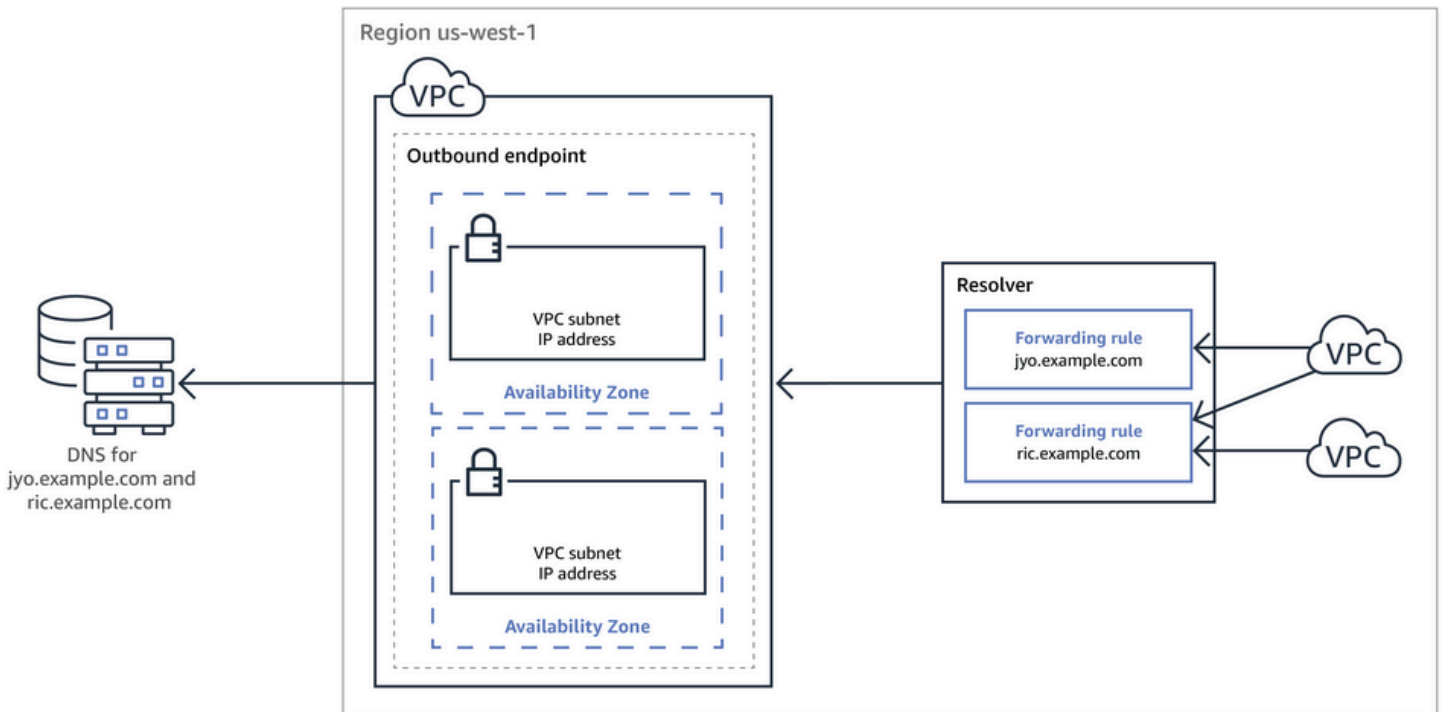 Region us-west-1
VPC
Outbound endpoint
VPC subnet
IP address
Availability Zone
VPC subnet
IP address
Availability Zone
DNS for
jyo.example.com and
ric.example.com
Resolver
Forwarding rule
jyo.example.com
Forwarding rule
ric.example.com
VPC
VPC